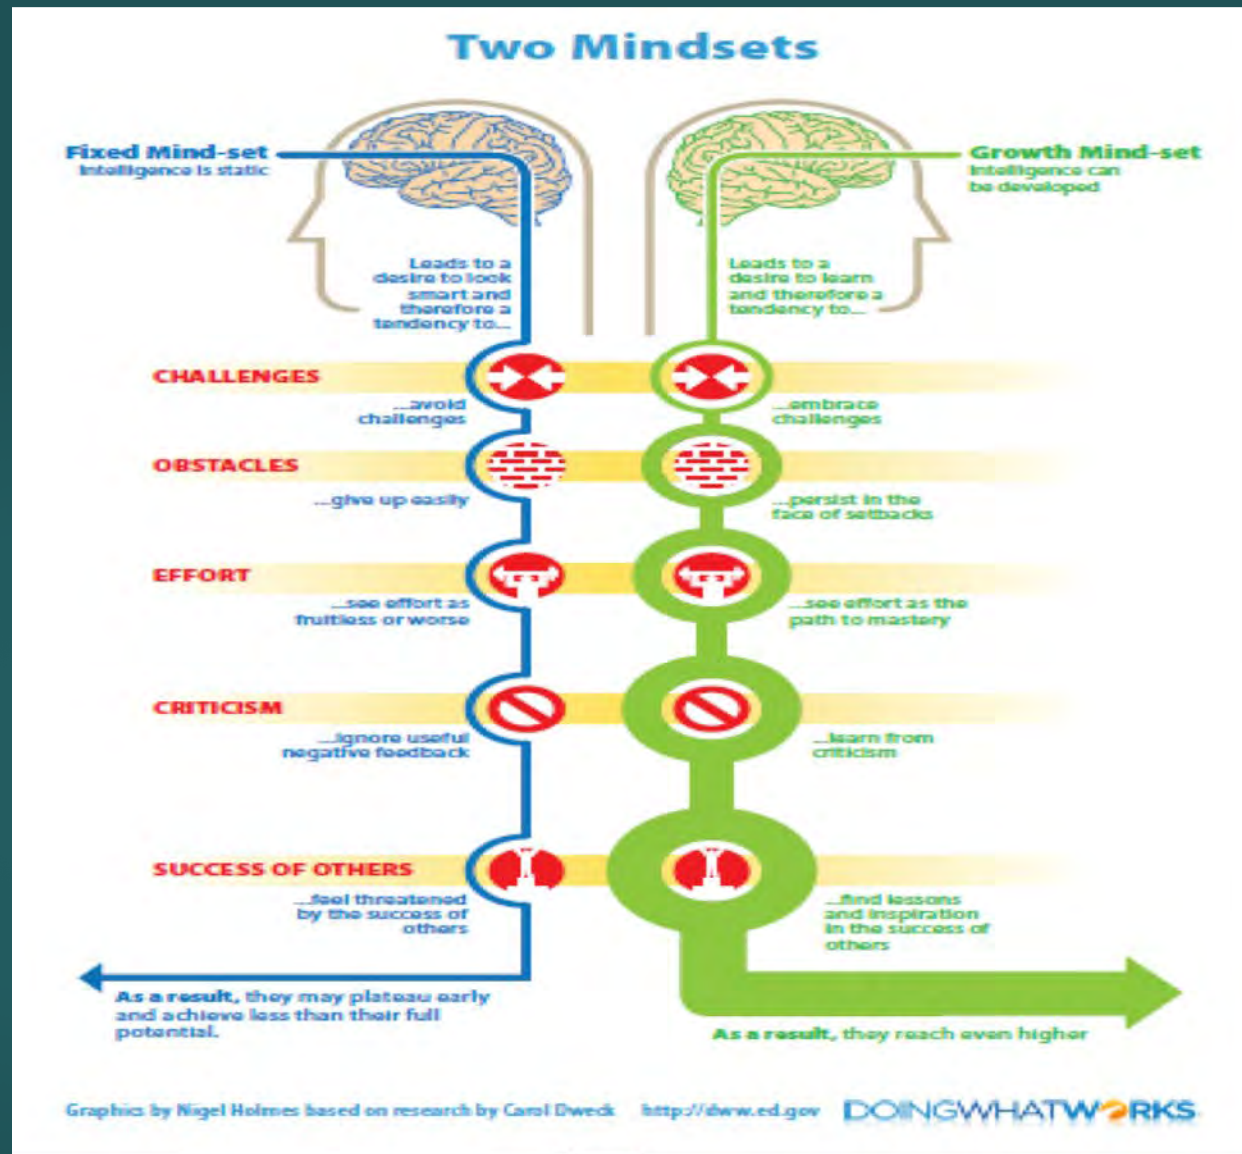 Two Mindsets
Fixed Mind-set
Intelligence is static
Growth Mind-set
Intelligence can
be developed
Leads to a
desire to look
smart and
therefore a
tendency to...
Leads to a
desire to learn
and therefore a
tendency to...
CHALLENGES
...avoid
challenges
...embrace
challenges
OBSTACLES
...give up easily
...persist in the
face of setbacks
EFFORT
...see effort as
fruitless or worse
...see effort as the
path to mastery
CRITICISM
...ignore useful
negative feedback
...learn from
criticism
SUCCESS OF OTHERS
...feel threatened
by the success of
others
...find lessons
and inspiration
in the success of
others
As a result, they may plateau early
and achieve less than their full
potential.
As a result, they reach even higher
Graphics by Nigel Holmes based on research by Carol Dweck http://dww.ed.gov DOINGWHATWORKS